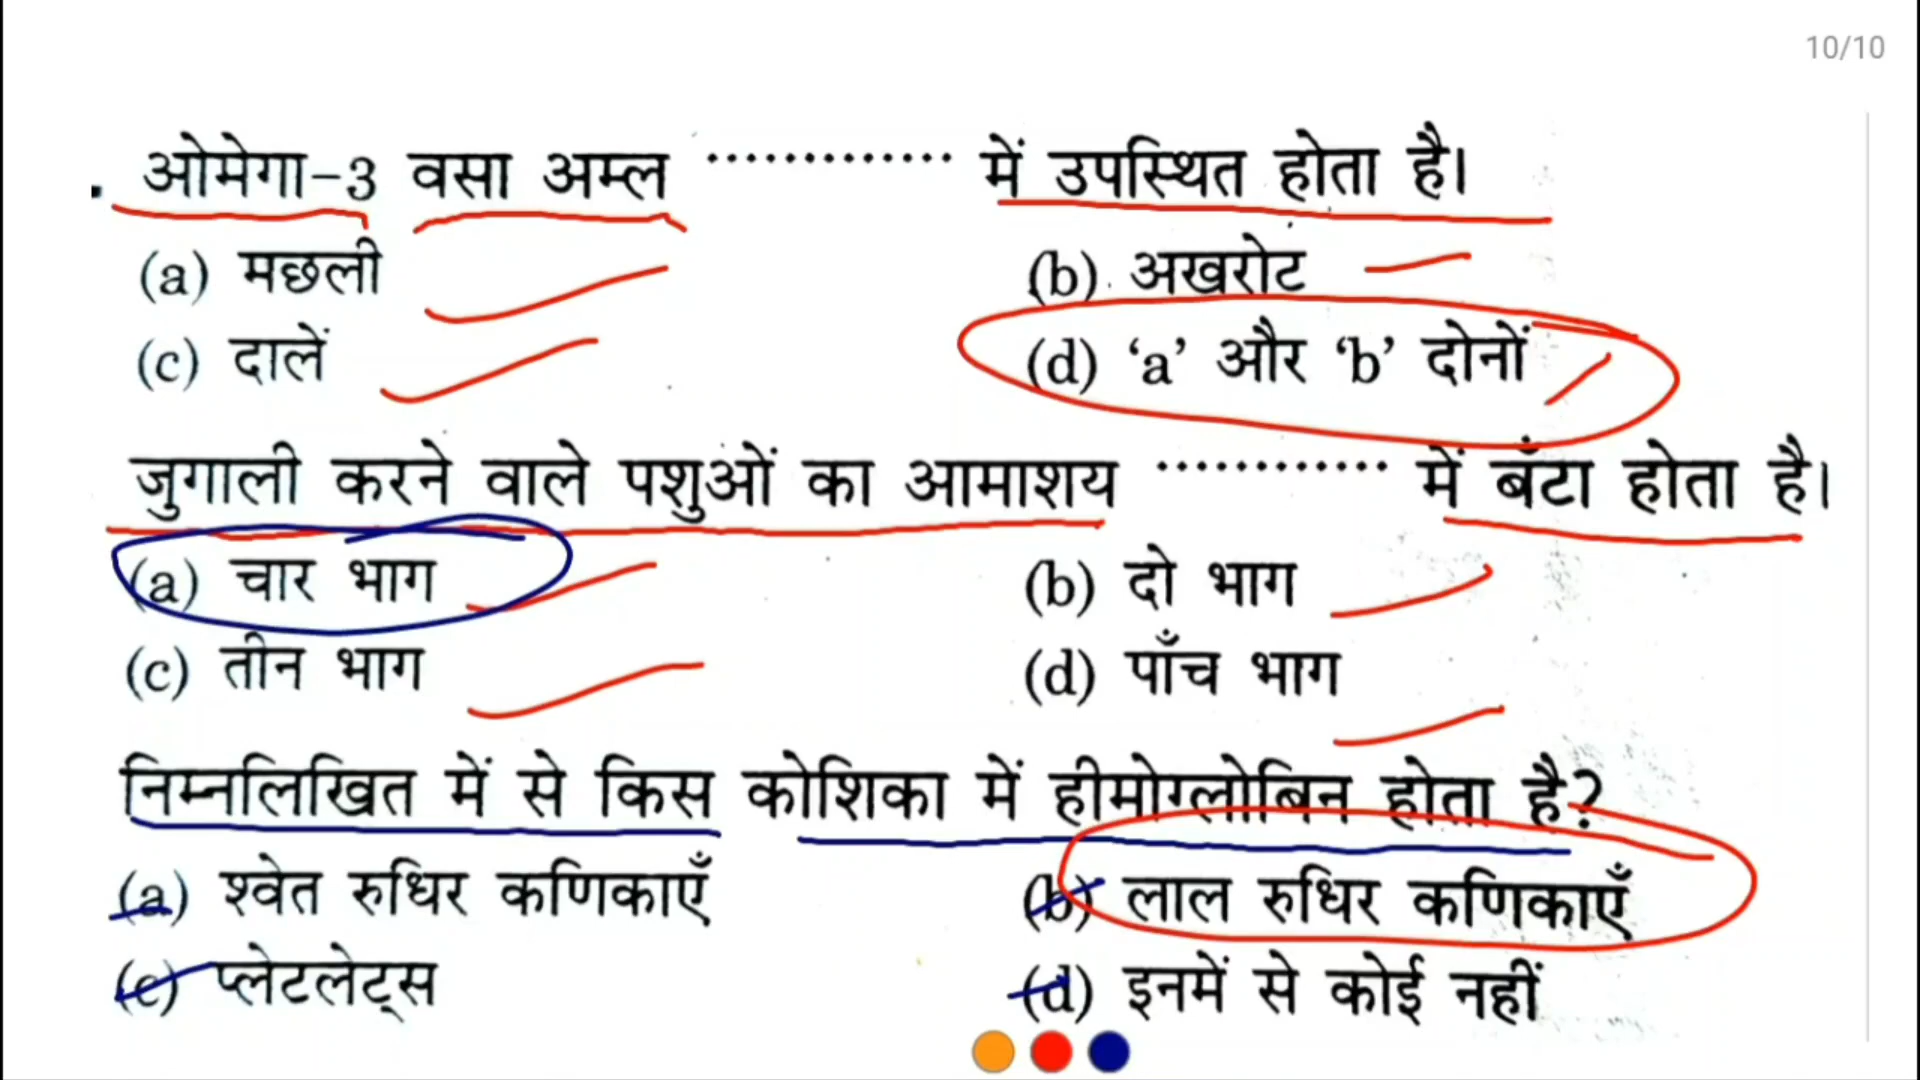 10/10
ओमेगा-3 वसा अम्ल ............. में उपस्थित होता है।
(a) मछली (b) अखरोट
(c) दालें (d) ‘a’ और ‘b’ दोनों
जुगाली करने वाले पशुओं का आमाशय ............ में बँटा होता है।
(a) चार भाग (b) दो भाग
(c) तीन भाग (d) पाँच भाग
निम्नलिखित में से किस कोशिका में हीमोग्लोबिन होता है?
(a) श्वेत रुधिर कणिकाएँ (b) लाल रुधिर कणिकाएँ
(c) प्लेटलेट्स (d) इनमें से कोई नहीं